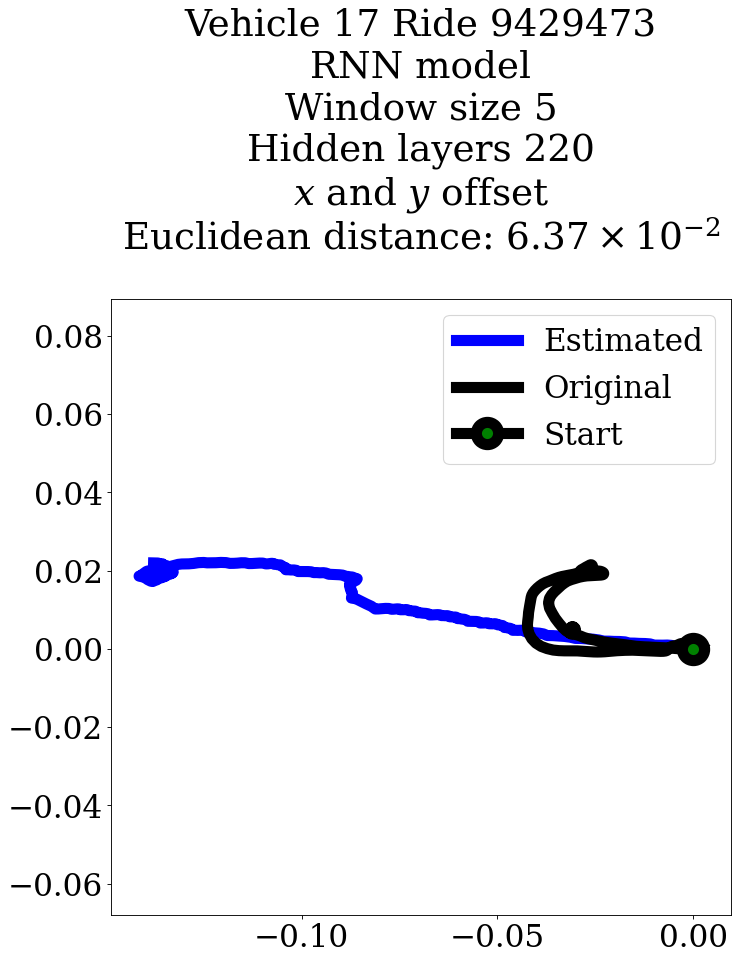 Vehicle 17 Ride 9429473
RNN model
Window size 5
Hidden layers 220
x and y offset
Euclidean distance: 6.37 × 10⁻²
Estimated
Original
Start
0.08
0.06
0.04
0.02
0.00
−0.02
−0.04
−0.06
−0.10 −0.05 0.00